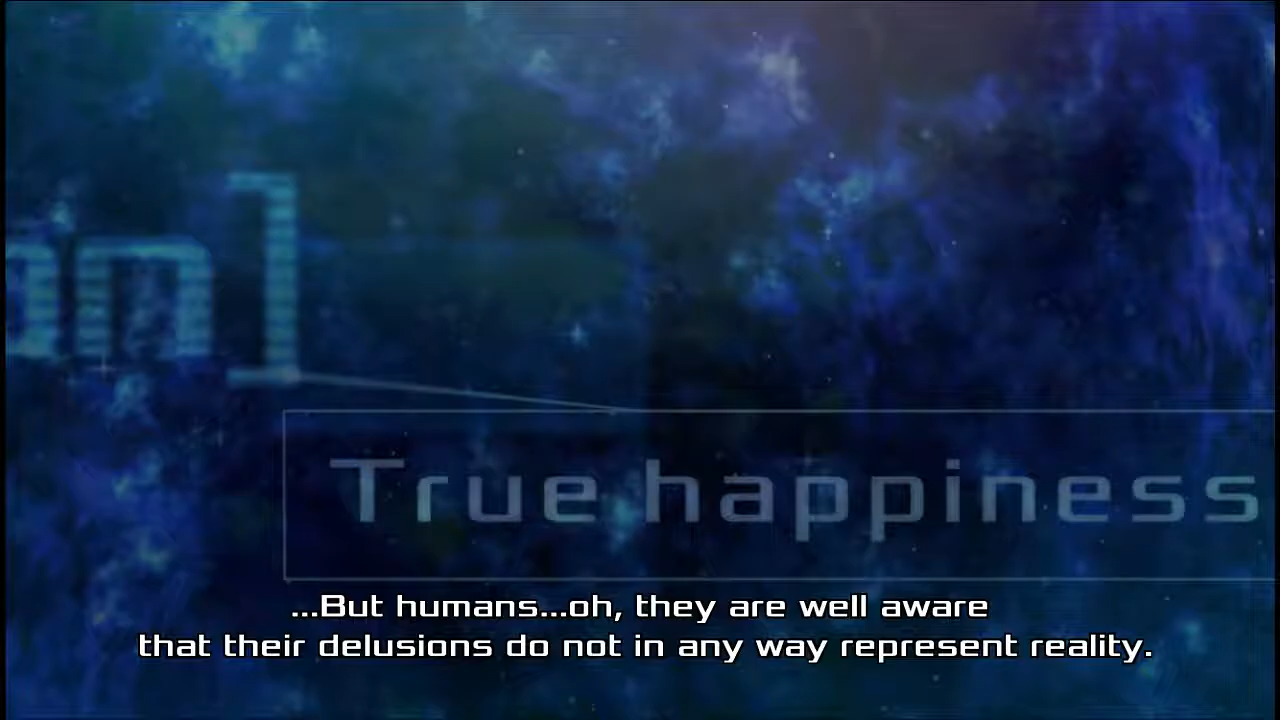 on]
True happiness
...But humans...oh, they are well aware
that their delusions do not in any way represent reality.